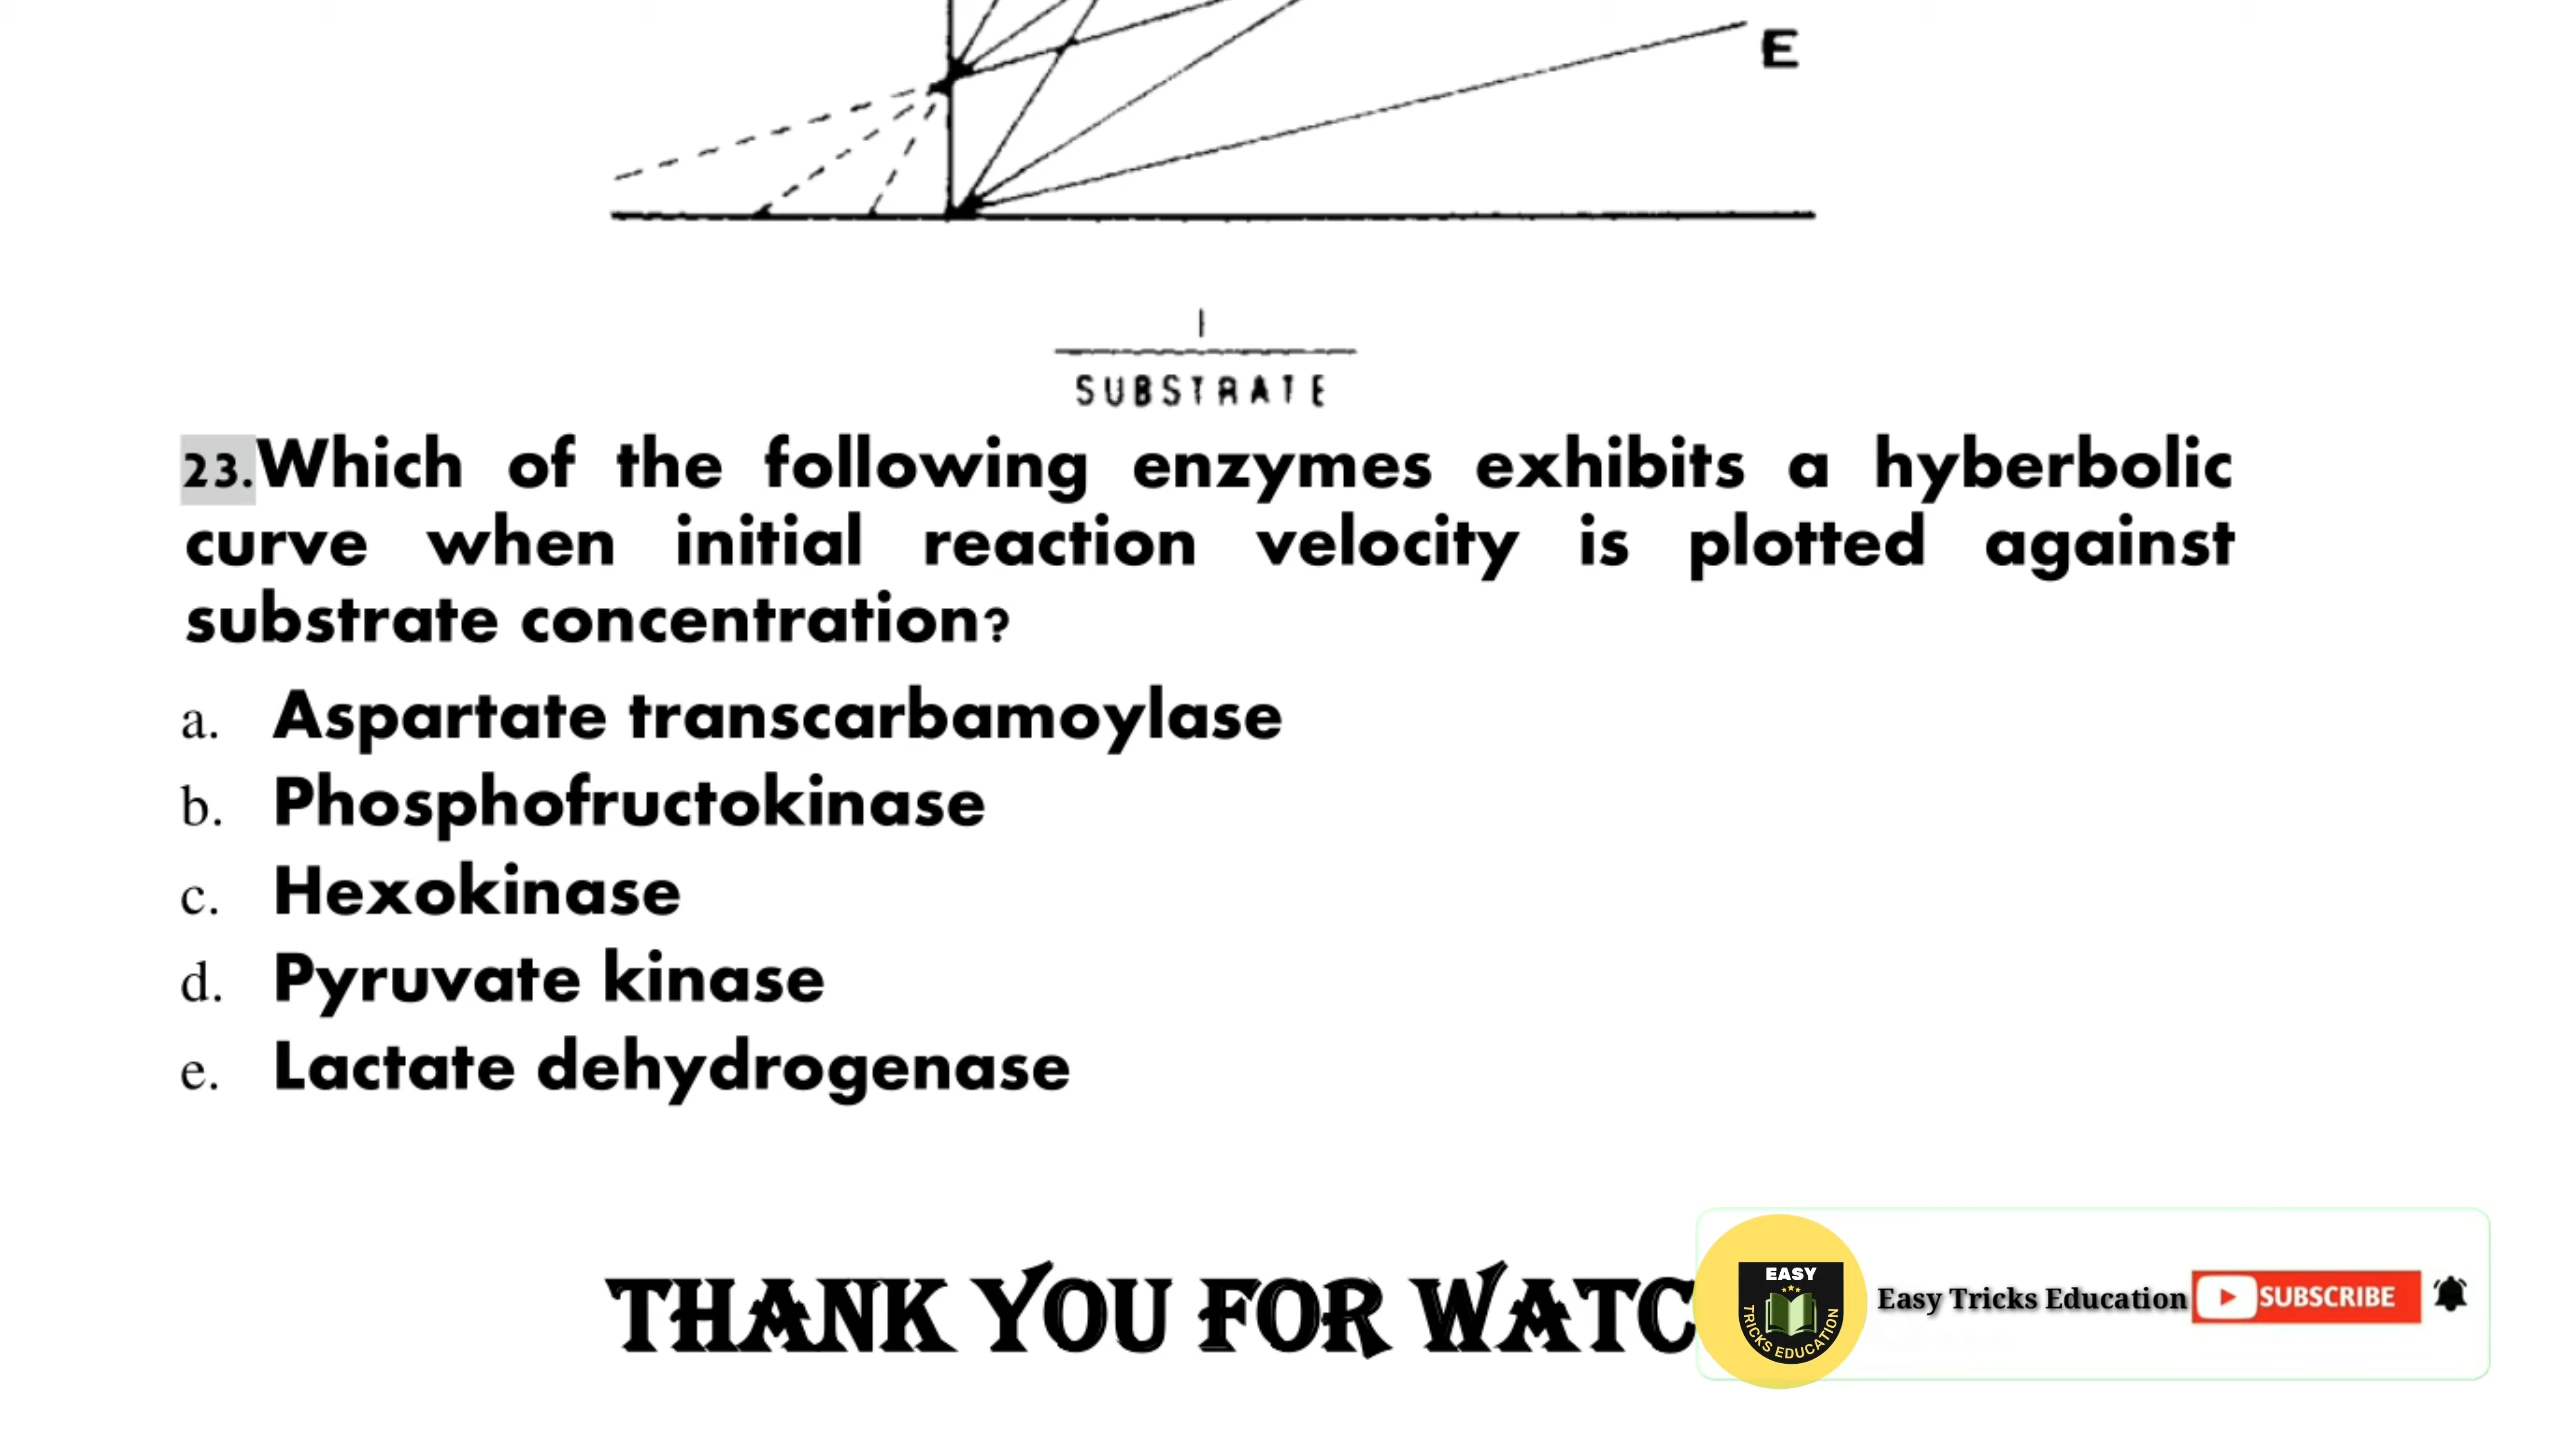 E
1
SUBSTRATE
23.Which of the following enzymes exhibits a hyberbolic
curve when initial reaction velocity is plotted against
substrate concentration?
a. Aspartate transcarbamoylase
b. Phosphofructokinase
c. Hexokinase
d. Pyruvate kinase
e. Lactate dehydrogenase
THANK YOU FOR WATC
EASY
TRICKS EDUCATION
Easy Tricks Education
SUBSCRIBE